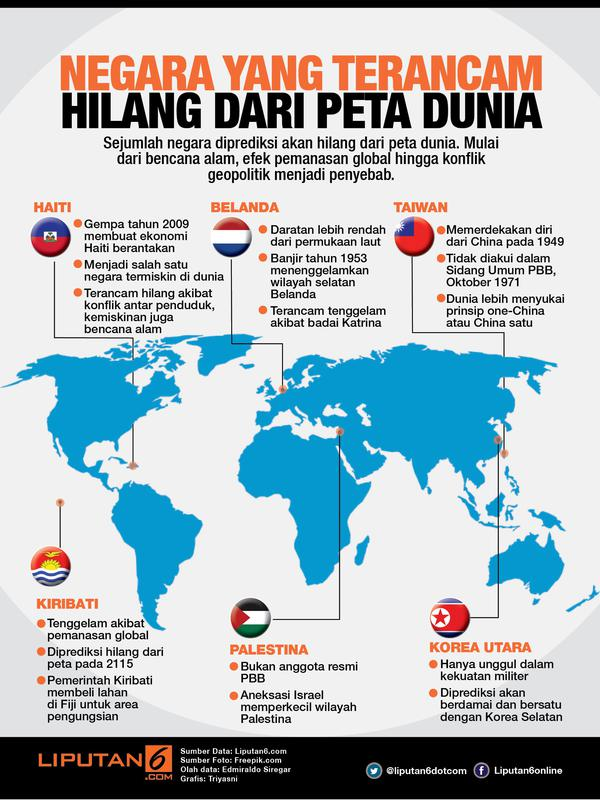 NEGARA YANG TERANCAM
HILANG DARI PETA DUNIA
Sejumlah negara diprediksi akan hilang dari peta dunia. Mulai
dari bencana alam, efek pemanasan global hingga konflik
geopolitik menjadi penyebab.
HAITI
Gempa tahun 2009
membuat ekonomi
Haiti berantakan
Menjadi salah satu
negara termiskin di dunia
Terancam hilang akibat
konflik antar penduduk,
kemiskinan juga
bencana alam
BELANDA
Daratan lebih rendah
dari permukaan laut
Banjir tahun 1953
menenggelamkan
wilayah selatan
Belanda
Terancam tenggelam
akibat badai Katrina
TAIWAN
Memerdekakan diri
dari China pada 1949
Tidak diakui dalam
Sidang Umum PBB,
Oktober 1971
Dunia lebih menyukai
prinsip one-China
atau China satu
KIRIBATI
Tenggelam akibat
pemanasan global
Diprediksi hilang dari
peta pada 2115
Pemerintah Kiribati
membeli lahan
di Fiji untuk area
pengungsian
PALESTINA
Bukan anggota resmi
PBB
Aneksasi Israel
memperkecil wilayah
Palestina
KOREA UTARA
Hanya unggul dalam
kekuatan militer
Diprediksi akan
berdamai dan bersatu
dengan Korea Selatan
LIPUTAN 6
.COM
Sumber Data: Liputan6.com
Sumber Foto: Freepik.com
Olah data: Edmiraldo Siregar
Grafis: Triyasni
@liputan6dotcom
Liputan6online